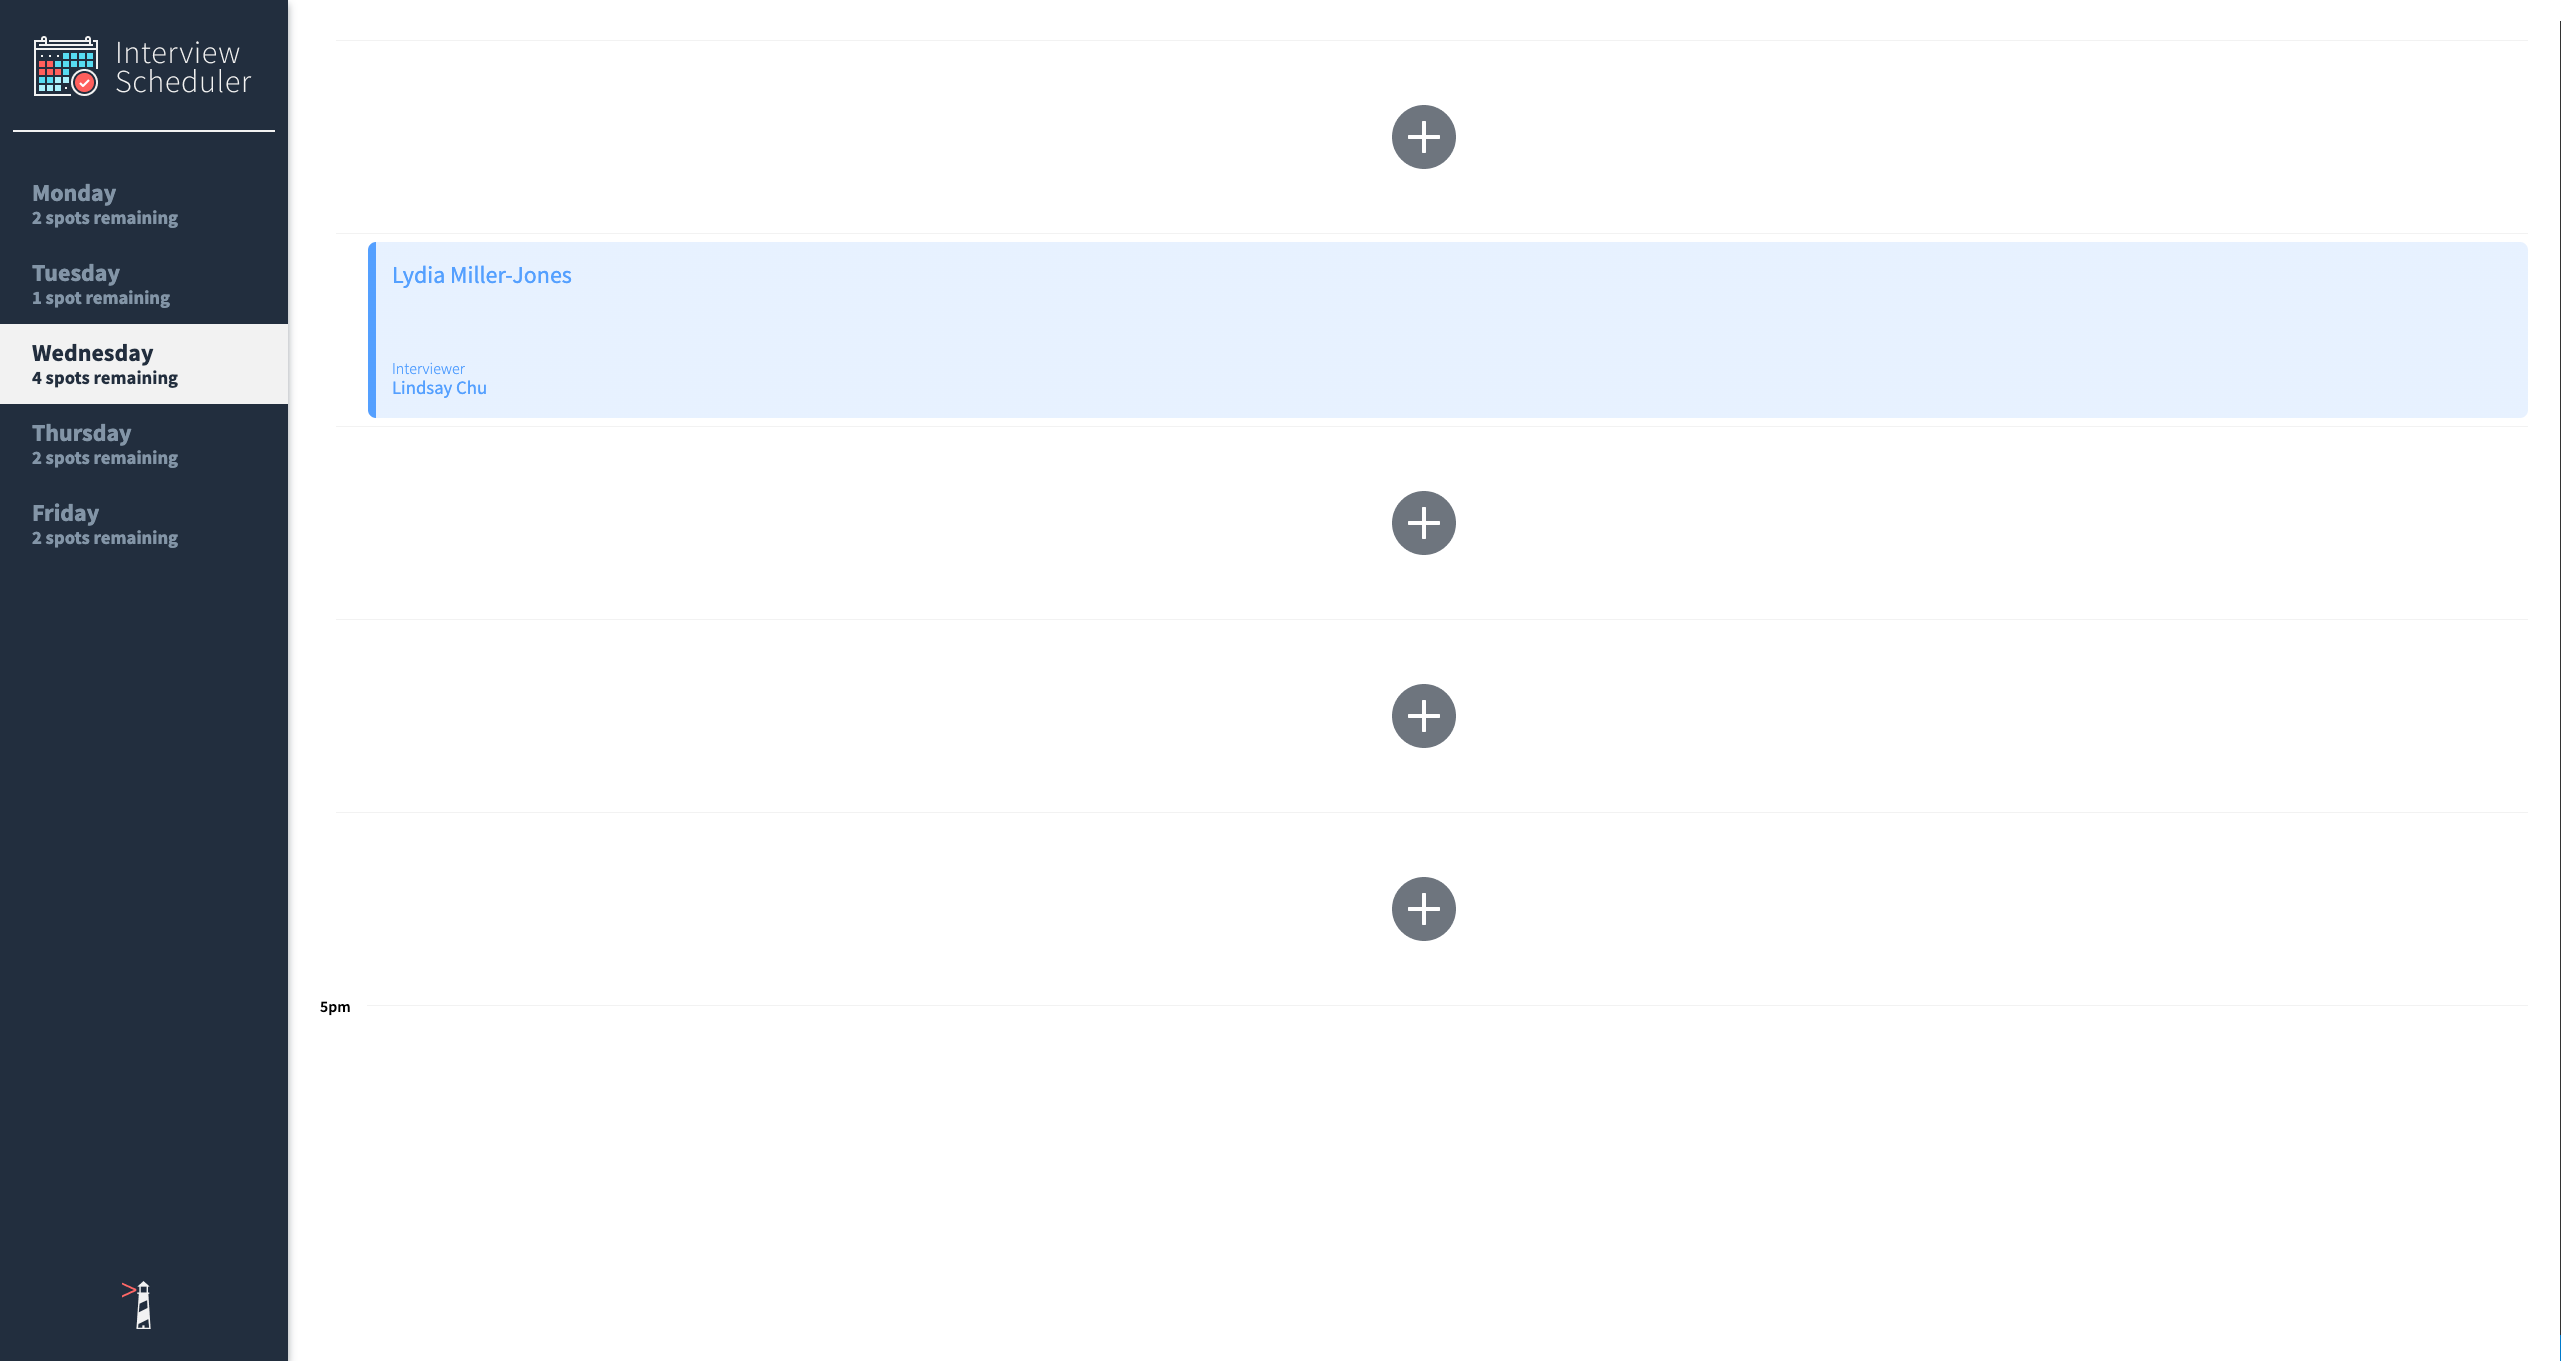 Interview
Scheduler
Monday
2 spots remaining
Tuesday
1 spot remaining
Wednesday
4 spots remaining
Thursday
2 spots remaining
Friday
2 spots remaining
Lydia Miller-Jones
Interviewer
Lindsay Chu
5pm